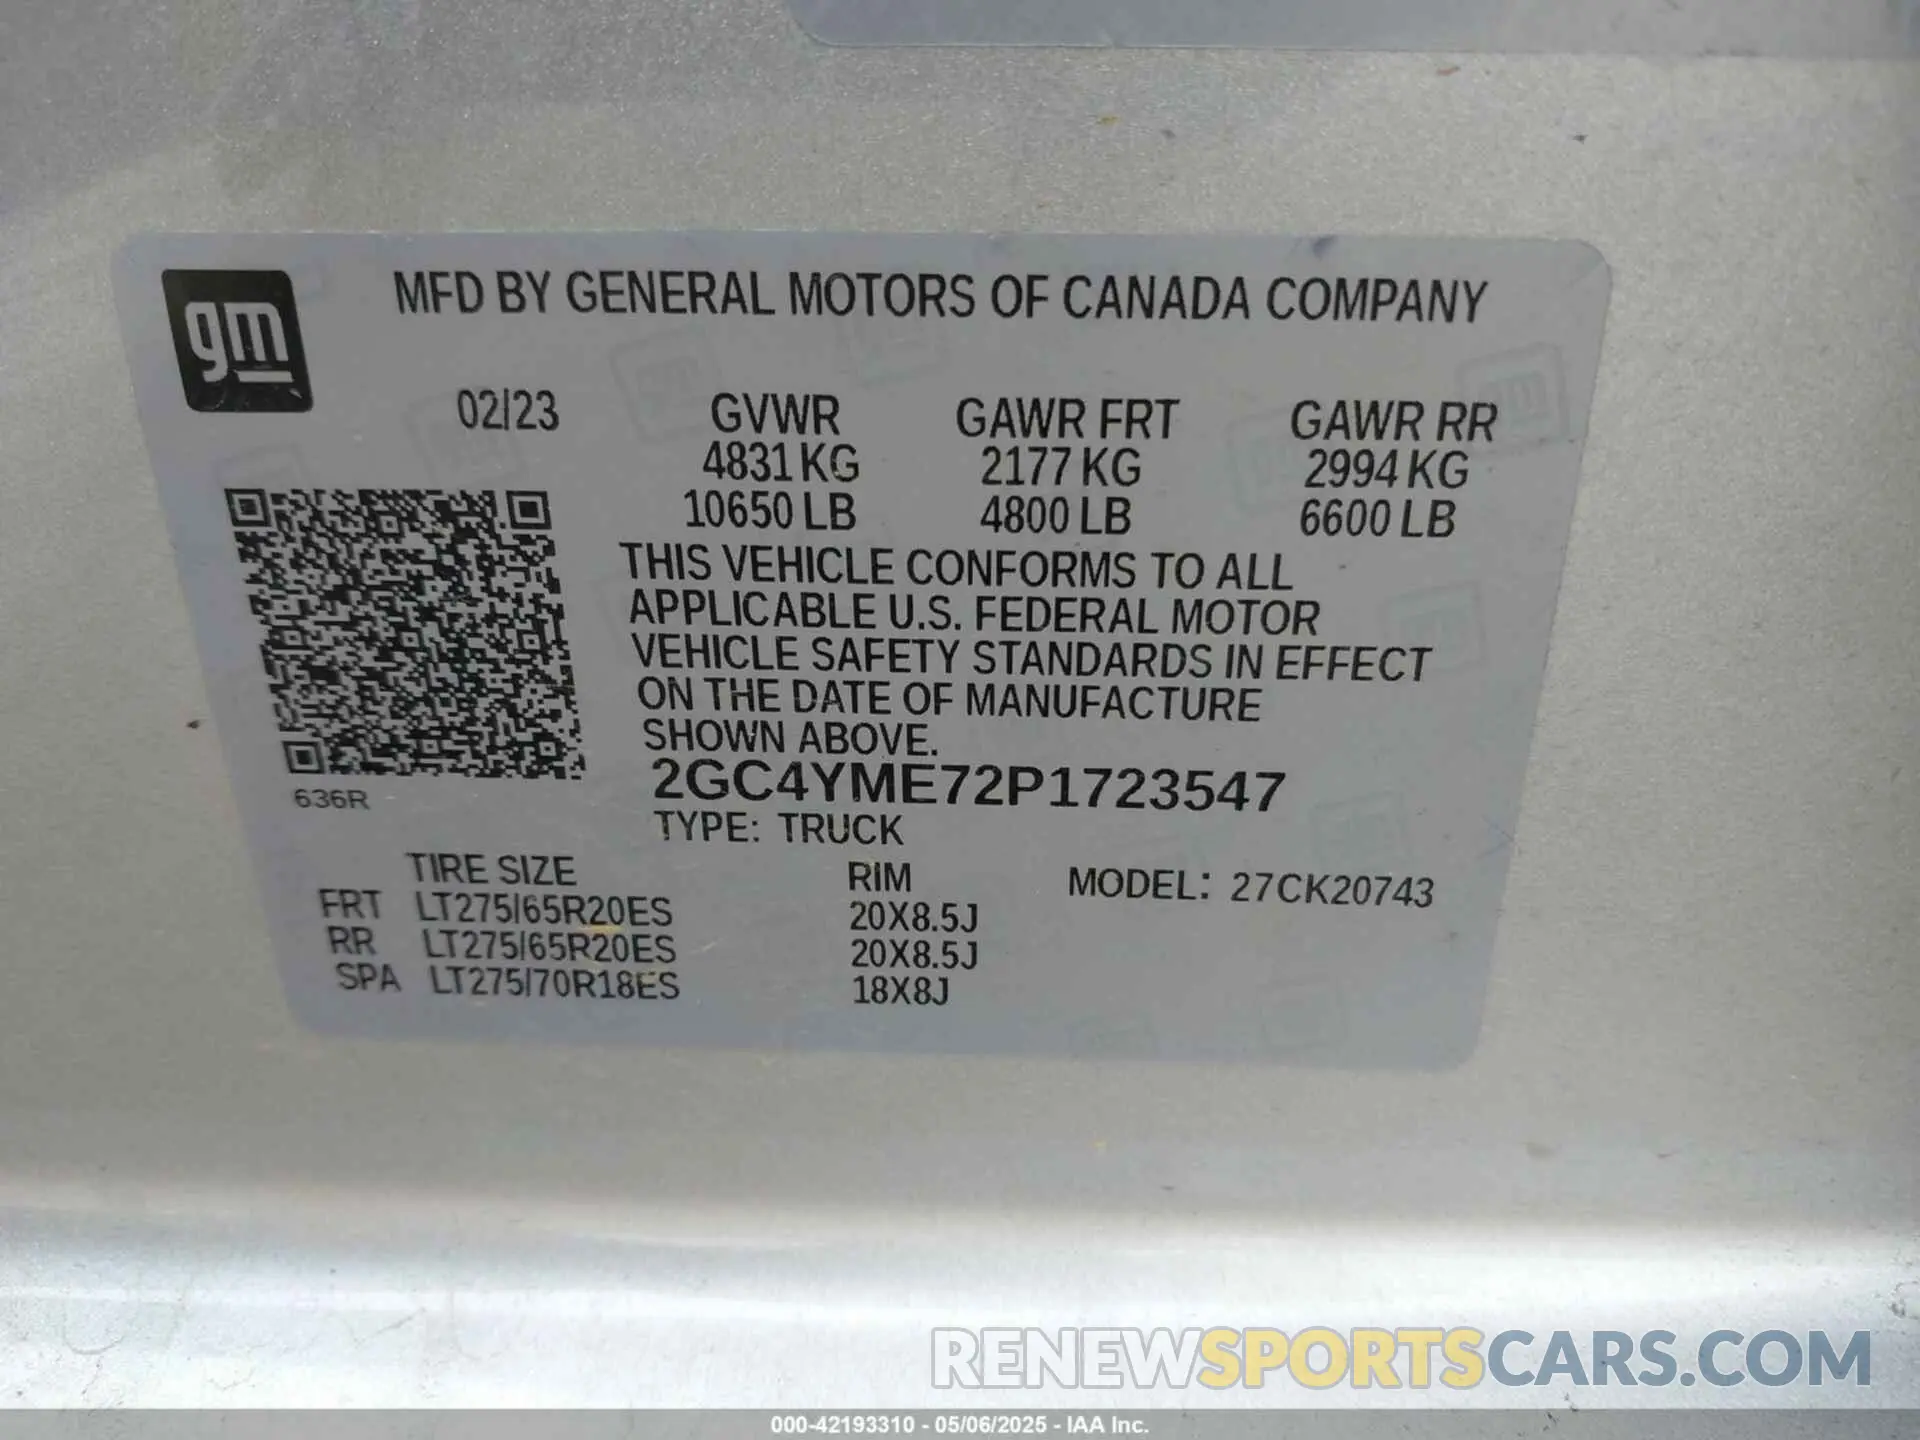 gm
MFD BY GENERAL MOTORS OF CANADA COMPANY
02/23 GVWR GAWR FRT GAWR RR
4831 KG 2177 KG 2994 KG
10650 LB 4800 LB 6600 LB
THIS VEHICLE CONFORMS TO ALL
APPLICABLE U.S. FEDERAL MOTOR
VEHICLE SAFETY STANDARDS IN EFFECT
ON THE DATE OF MANUFACTURE
SHOWN ABOVE.
2GC4YME72P1723547
636R
TYPE: TRUCK
TIRE SIZE RIM MODEL: 27CK20743
FRT LT275/65R20ES 20X8.5J
RR LT275/65R20ES 20X8.5J
SPA LT275/70R18ES 18X8J
RENEWSPORTSCARS.COM
000-42193310 - 05/06/2025 - IAA Inc.